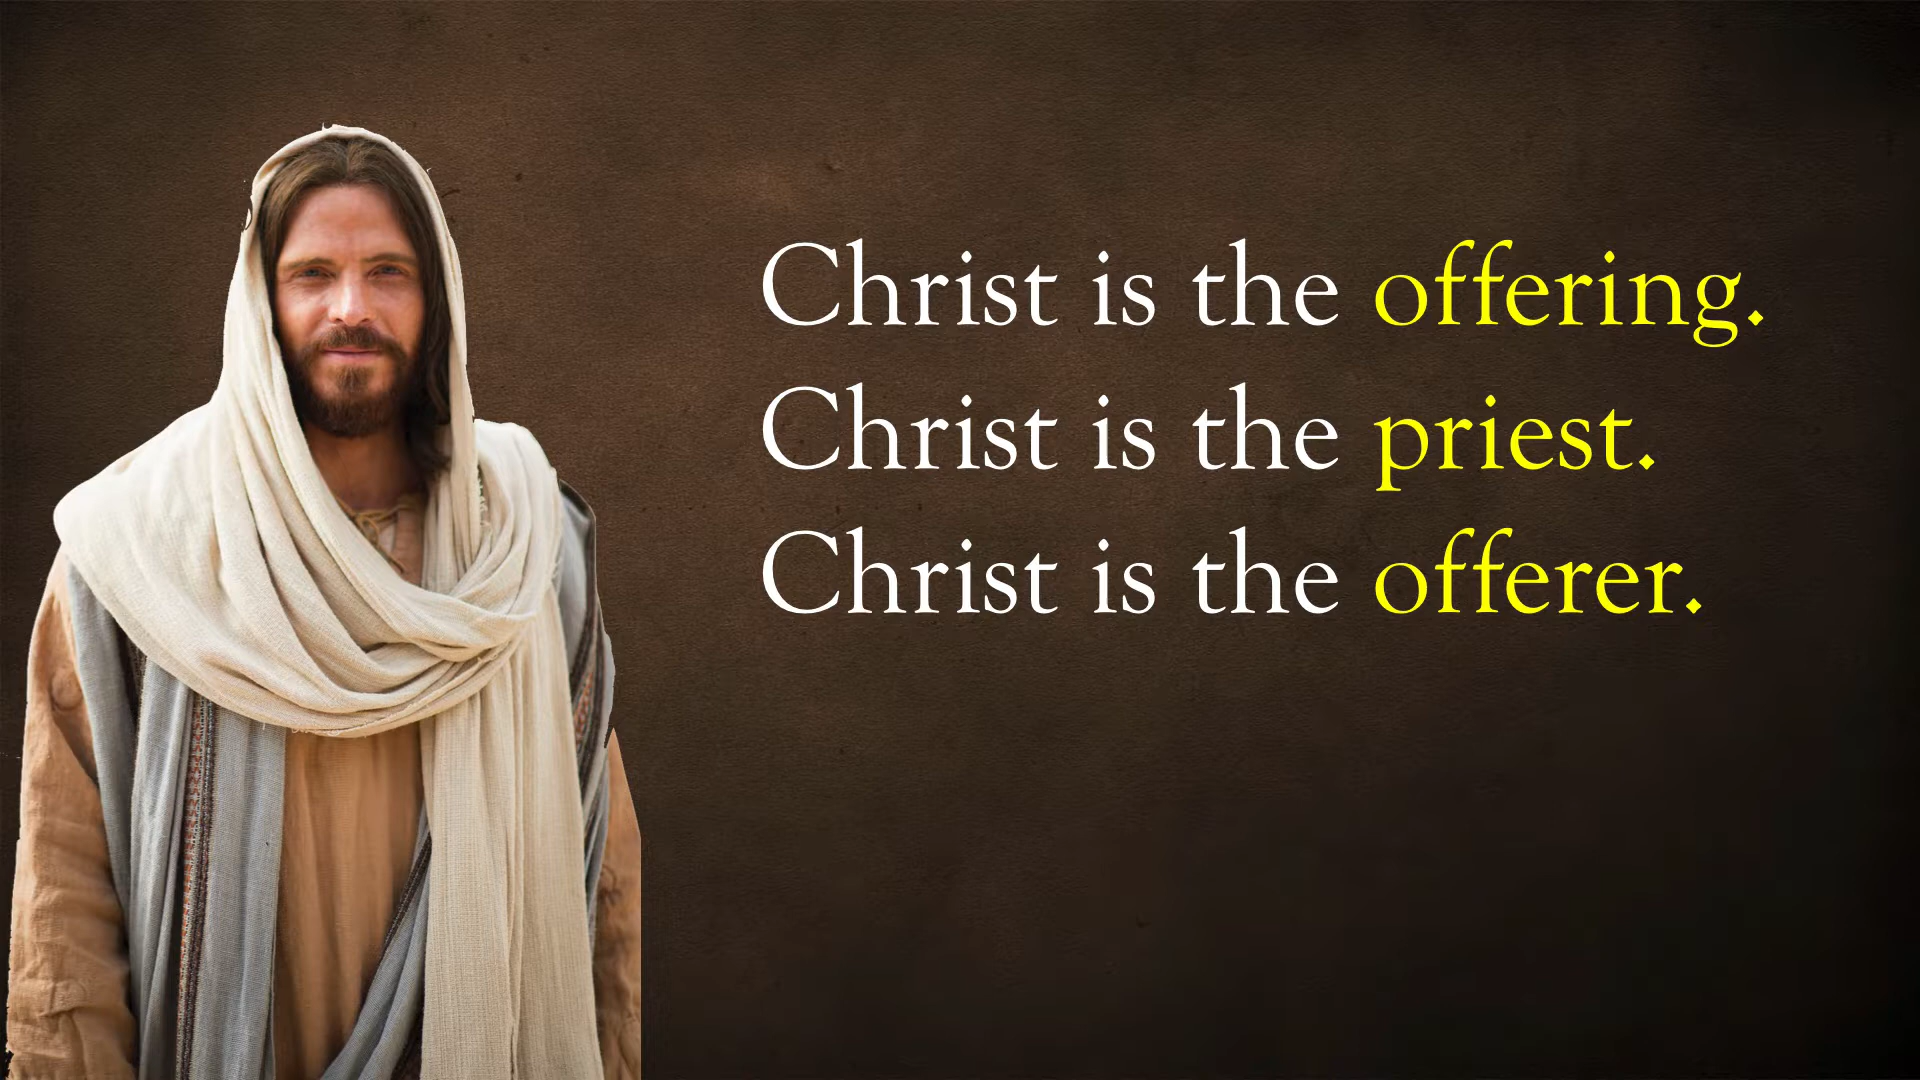 Christ is the offering.
Christ is the priest.
Christ is the offerer.